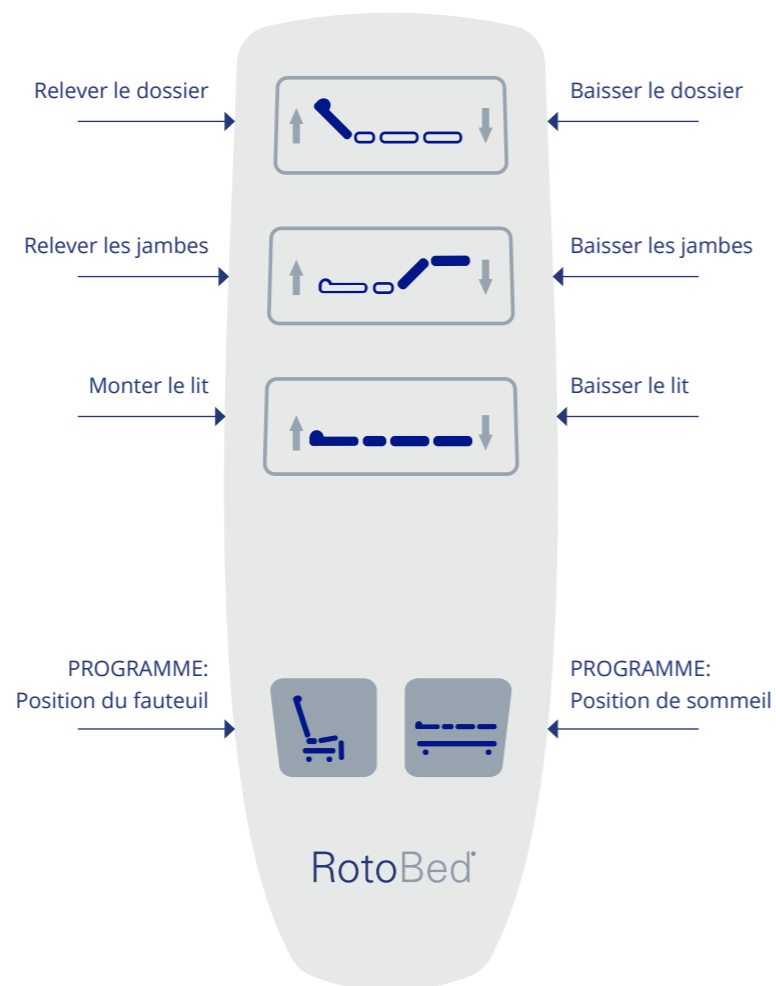 Relever le dossier
Baisser le dossier
Relever les jambes
Baisser les jambes
Monter le lit
Baisser le lit
PROGRAMME:
Position du fauteuil
PROGRAMME:
Position de sommeil
RotoBed